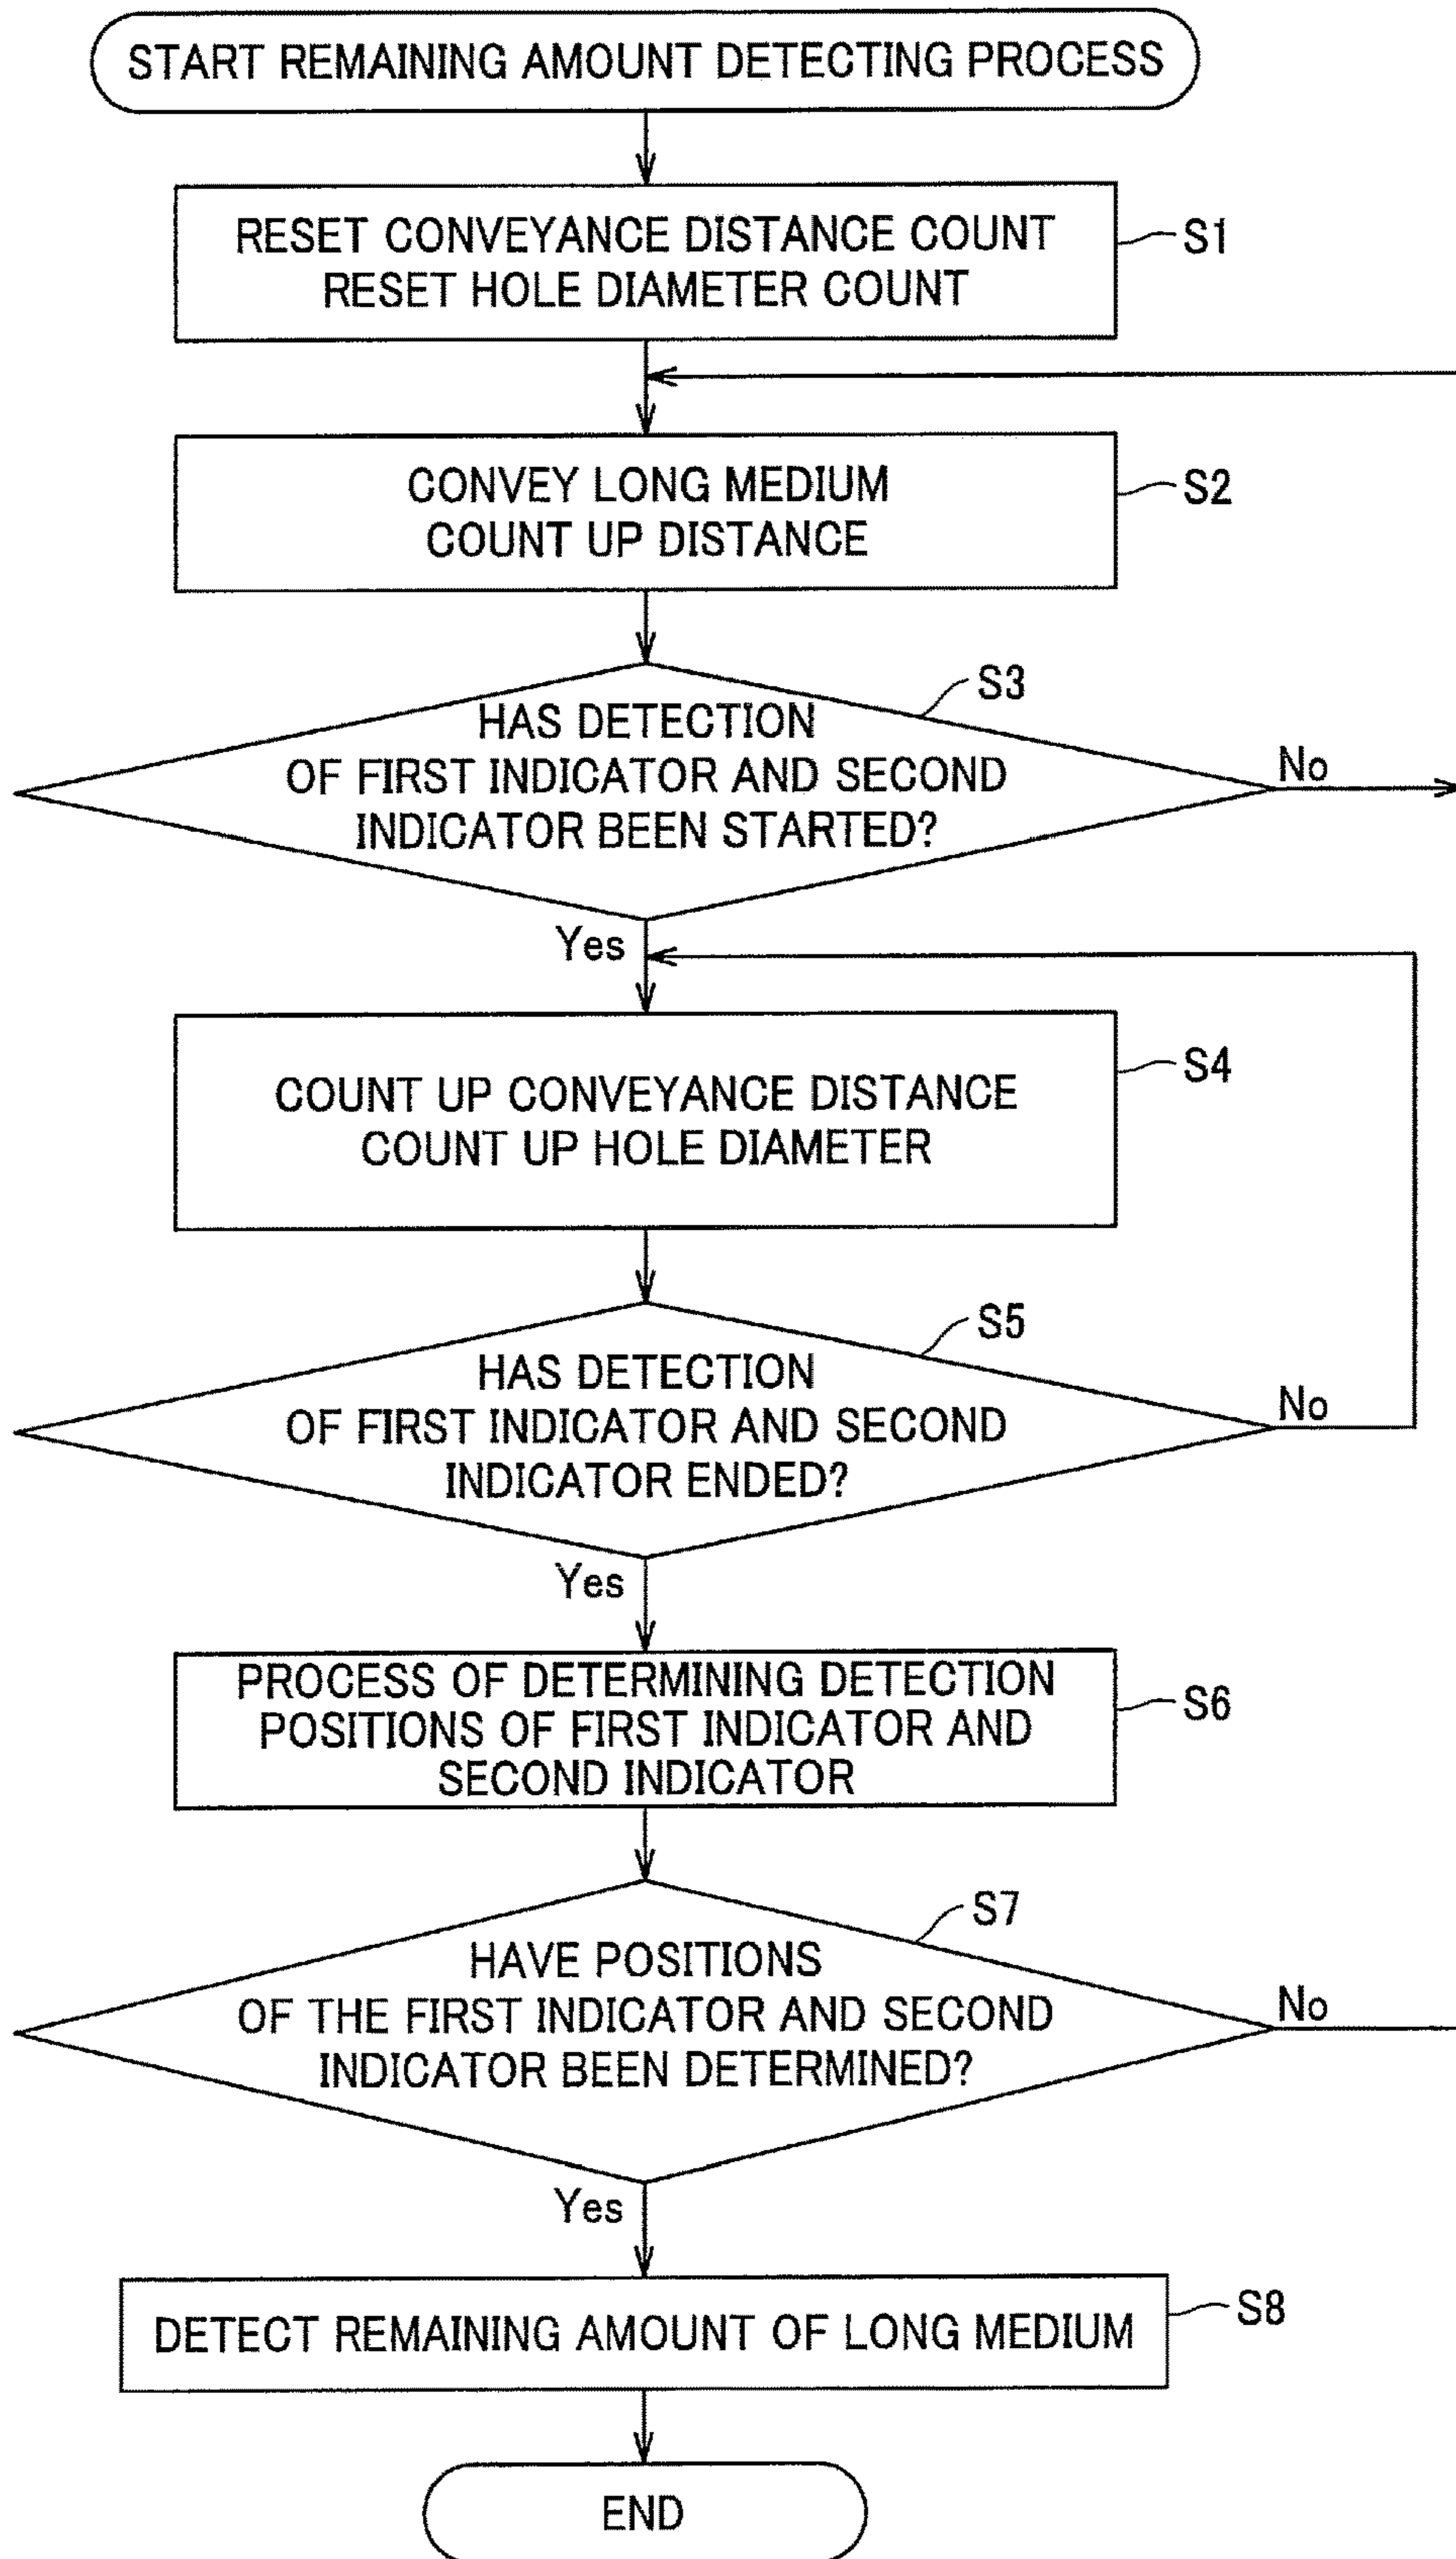 START REMAINING AMOUNT DETECTING PROCESS
RESET CONVEYANCE DISTANCE COUNT
RESET HOLE DIAMETER COUNT
S1
CONVEY LONG MEDIUM
COUNT UP DISTANCE
S2
S3
HAS DETECTION
OF FIRST INDICATOR AND SECOND
INDICATOR BEEN STARTED?
No
Yes
COUNT UP CONVEYANCE DISTANCE
COUNT UP HOLE DIAMETER
S4
S5
HAS DETECTION
OF FIRST INDICATOR AND SECOND
INDICATOR ENDED?
No
Yes
PROCESS OF DETERMINING DETECTION
POSITIONS OF FIRST INDICATOR AND
SECOND INDICATOR
S6
S7
HAVE POSITIONS
OF THE FIRST INDICATOR AND SECOND
INDICATOR BEEN DETERMINED?
No
Yes
DETECT REMAINING AMOUNT OF LONG MEDIUM
S8
END